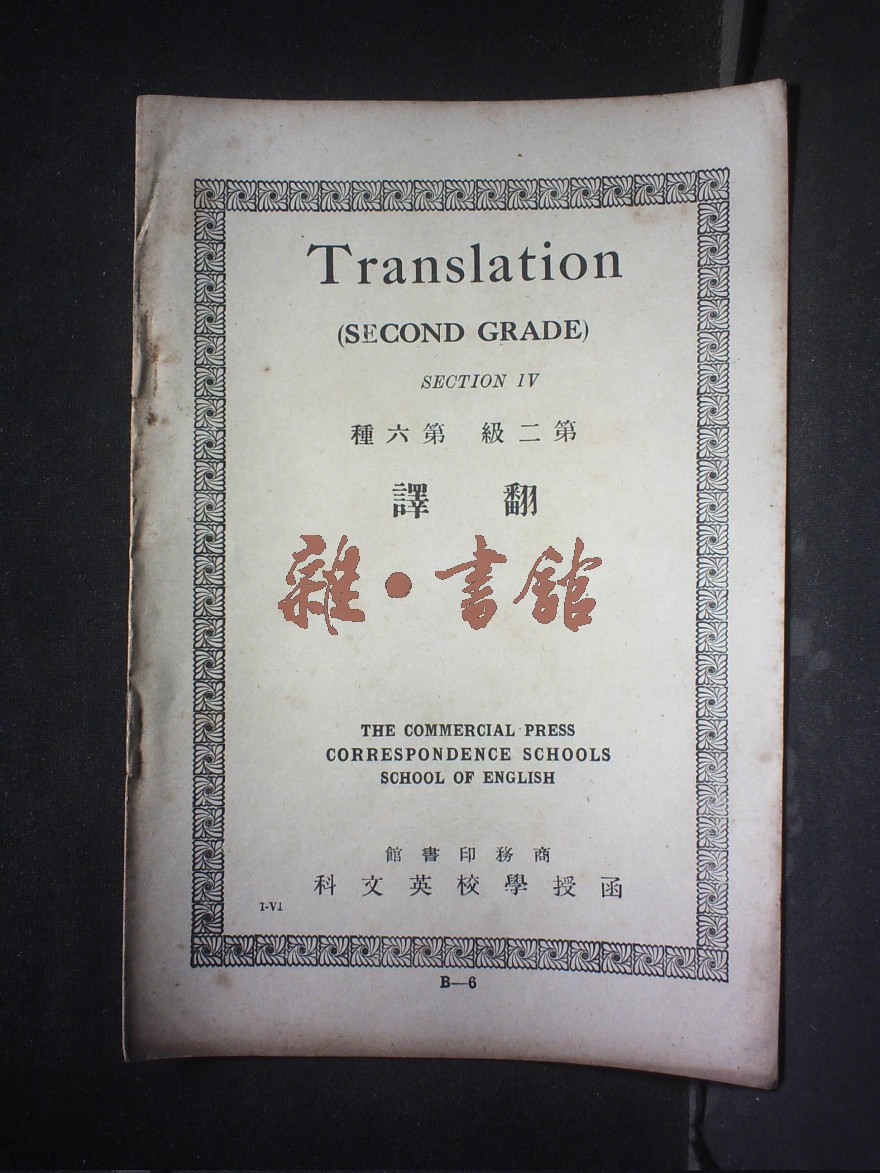 Translation
(SECOND GRADE)
SECTION IV
第二級 第六種
翻譯
雜·書館
THE COMMERCIAL PRESS
CORRESPONDENCE SCHOOLS
SCHOOL OF ENGLISH
商務印書館
函授學校英文科
I-VI
B—6